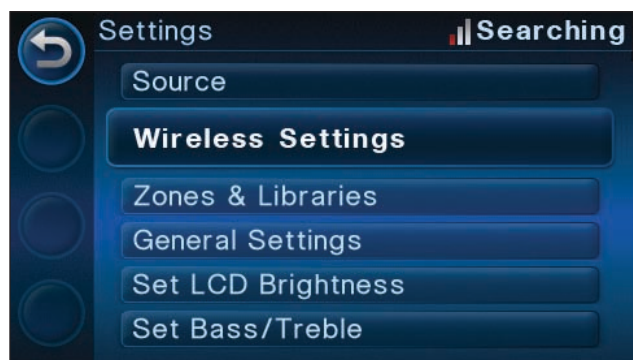 Settings Searching
Source
Wireless Settings
Zones & Libraries
General Settings
Set LCD Brightness
Set Bass/Treble